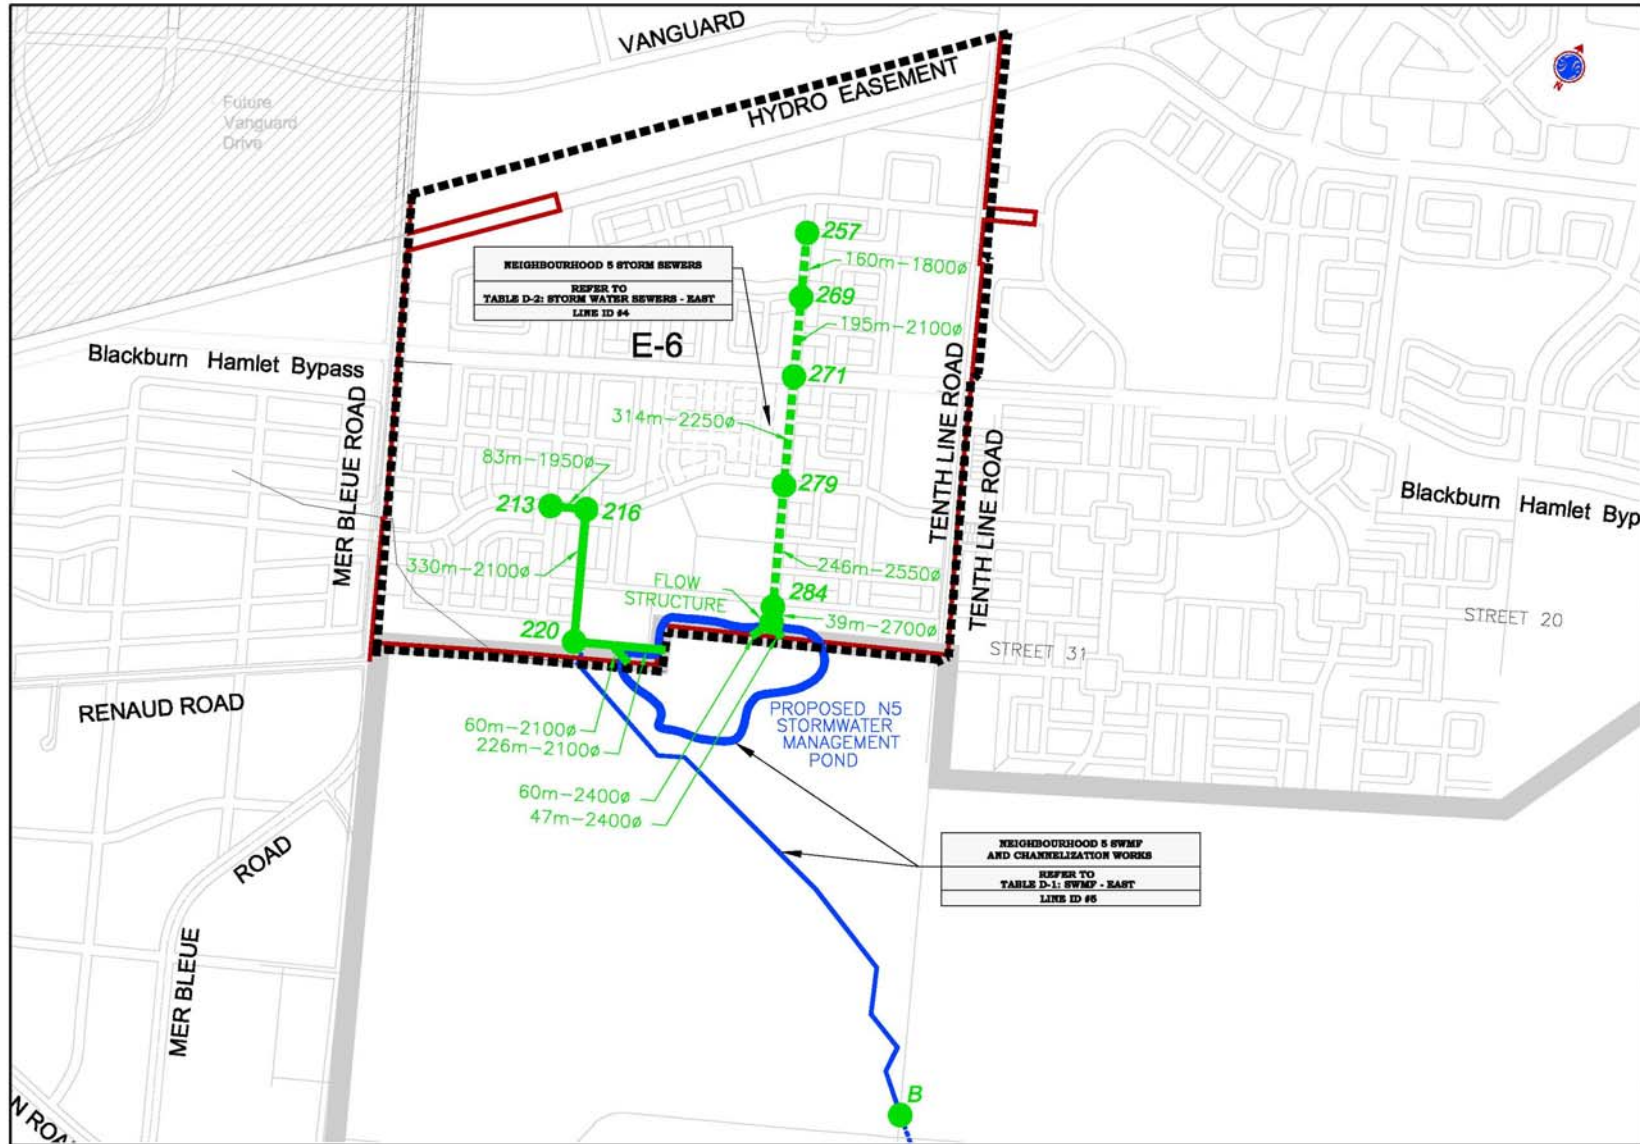 VANGUARD
Future
Vanguard
Drive
HYDRO EASEMENT
N
257
160m-1800ø
NEIGHBOURHOOD 5 STORM SEWERS
REFER TO
TABLE D-2: STORM WATER SEWERS - EAST
LINE ID #4
269
195m-2100ø
E-6
Blackburn Hamlet Bypass
271
MER BLEUE ROAD
TENTH LINE ROAD
TENTH LINE ROAD
314m-2250ø
83m-1950ø
279
213
216
Blackburn Hamlet Byp
330m-2100ø
246m-2550ø
FLOW
STRUCTURE
284
39m-2700ø
220
STREET 20
STREET 31
RENAUD ROAD
60m-2100ø
226m-2100ø
PROPOSED N5
STORMWATER
MANAGEMENT
POND
60m-2400ø
47m-2400ø
NEIGHBOURHOOD 5 SWMF
AND CHANNELIZATION WORKS
REFER TO
TABLE D-1: SWMF - EAST
LINE ID #5
ROAD
MER BLEUE
B
N ROA